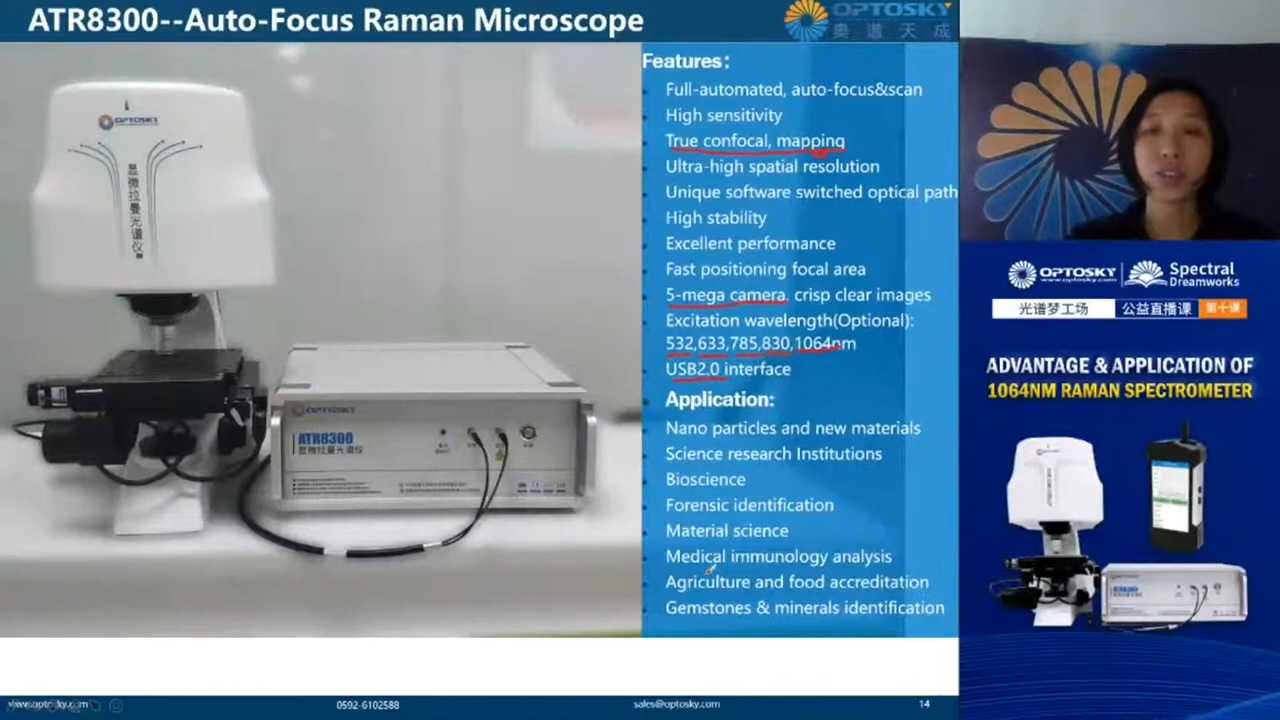 ATR8300--Auto-Focus Raman Microscope
OPTOSKY
奥谱天成
Features:
Full-automated, auto-focus&scan
High sensitivity
True confocal, mapping
Ultra-high spatial resolution
Unique software switched optical path
High stability
Excellent performance
Fast positioning focal area
5-mega camera. crisp clear images
Excitation wavelength(Optional):
532,633,785,830,1064nm
USB2.0 interface
Application:
Nano particles and new materials
Science research Institutions
Bioscience
Forensic identification
Material science
Medical immunology analysis
Agriculture and food accreditation
Gemstones & minerals identification
OPTOSKY
显微拉曼光谱仪
OPTOSKY
ATR8300
显微拉曼光谱仪
www.optosky.com
0592-6102588
sales@optosky.com
14
OPTOSKY
www.optosky.com
Spectral
Dreamworks
光谱梦工场
公益直播课
第十课
ADVANTAGE & APPLICATION OF
1064NM RAMAN SPECTROMETER